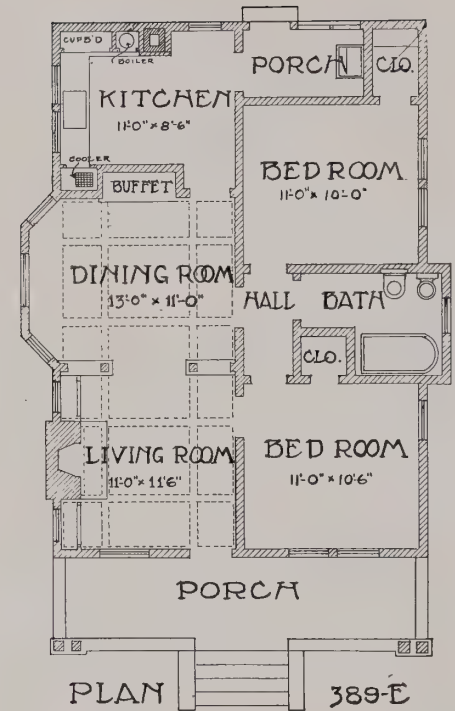 CUPB'D
BOILER
PORCH
CLO.
KITCHEN
11'-0" × 8'-6"
COOLER
BUFFET
BED ROOM
11'-0" × 10'-0"
DINING ROOM
13'-0" × 11'-0"
HALL
BATH
CLO.
LIVING ROOM
11'-0" × 11'6"
BED ROOM
11'-0" × 10'-6"
PORCH
PLAN
389-E